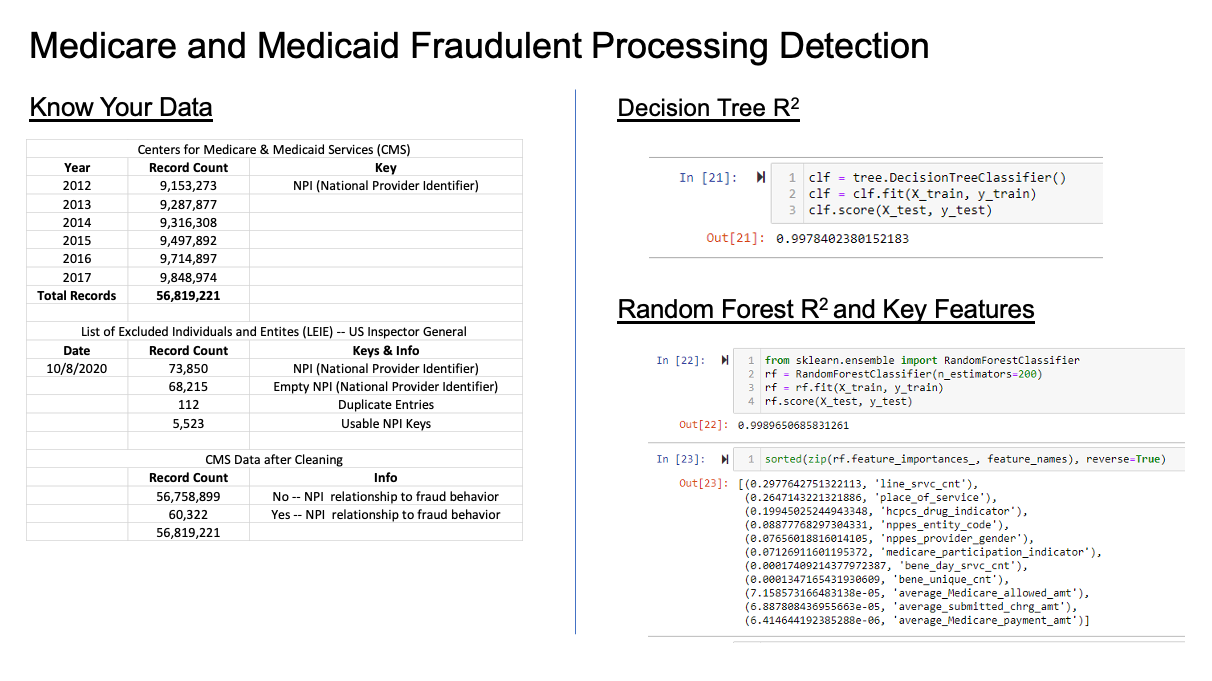 Medicare and Medicaid Fraudulent Processing Detection
Know Your Data
Centers for Medicare & Medicaid Services (CMS)
Year Record Count Key
2012 9,153,273 NPI (National Provider Identifier)
2013 9,287,877
2014 9,316,308
2015 9,497,892
2016 9,714,897
2017 9,848,974
Total Records 56,819,221
List of Excluded Individuals and Entites (LEIE) -- US Inspector General
Date Record Count Keys & Info
10/8/2020 73,850 NPI (National Provider Identifier)
68,215 Empty NPI (National Provider Identifier)
112 Duplicate Entries
5,523 Usable NPI Keys
CMS Data after Cleaning
Record Count Info
56,758,899 No -- NPI relationship to fraud behavior
60,322 Yes -- NPI relationship to fraud behavior
56,819,221
Decision Tree R²
In [21]: 1 clf = tree.DecisionTreeClassifier()
2 clf = clf.fit(X_train, y_train)
3 clf.score(X_test, y_test)
Out[21]: 0.9978402380152183
Random Forest R² and Key Features
In [22]: 1 from sklearn.ensemble import RandomForestClassifier
2 rf = RandomForestClassifier(n_estimators=200)
3 rf = rf.fit(X_train, y_train)
4 rf.score(X_test, y_test)
Out[22]: 0.9989650685831261
In [23]: 1 sorted(zip(rf.feature_importances_, feature_names), reverse=True)
Out[23]: [(0.2977642751322113, 'line_srvc_cnt'),
(0.2647143221321886, 'place_of_service'),
(0.19945025244943348, 'hcpcs_drug_indicator'),
(0.08877768297304331, 'nppes_entity_code'),
(0.07656018816014105, 'nppes_provider_gender'),
(0.07126911601195372, 'medicare_participation_indicator'),
(0.00017409214377972387, 'bene_day_srvc_cnt'),
(0.0001347165431930609, 'bene_unique_cnt'),
(7.158573166483138e-05, 'average_Medicare_allowed_amt'),
(6.887808436955663e-05, 'average_submitted_chrg_amt'),
(6.414644192385288e-06, 'average_Medicare_payment_amt')]